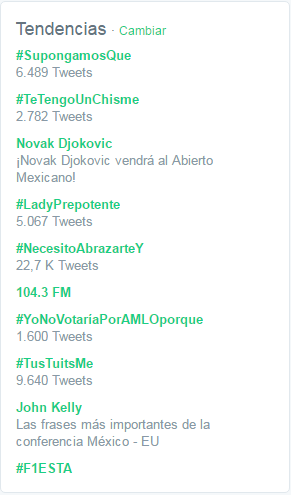 Tendencias · Cambiar
#SupongamosQue
6.489 Tweets
#TeTengoUnChisme
2.782 Tweets
Novak Djokovic
¡Novak Djokovic vendrá al Abierto
Mexicano!
#LadyPrepotente
5.067 Tweets
#NecesitoAbrazarteY
22,7 K Tweets
104.3 FM
#YoNoVotariaPorAMLOporque
1.600 Tweets
#TusTuitsMe
9.640 Tweets
John Kelly
Las frases más importantes de la
conferencia México - EU
#F1ESTA